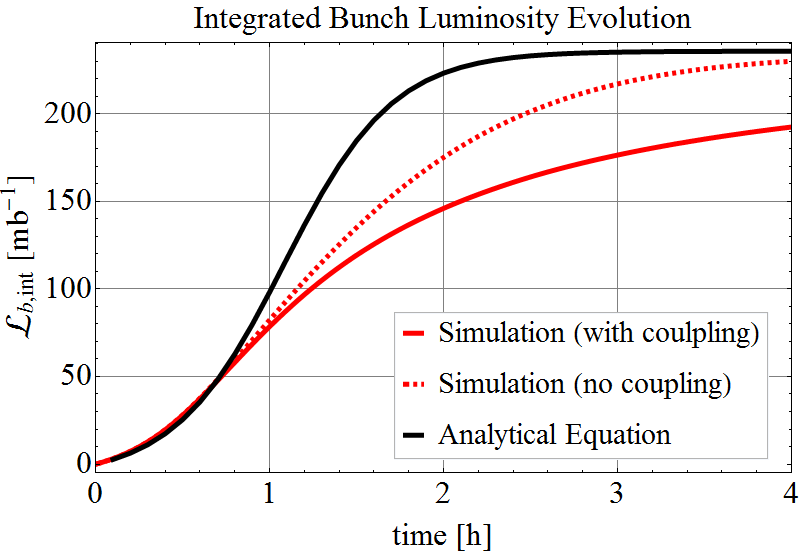 Integrated Bunch Luminosity Evolution
200
150
100
50
0
ℒb,int [mb⁻¹]
Simulation (with coulpling)
Simulation (no coupling)
Analytical Equation
0 1 2 3 4
time [h]